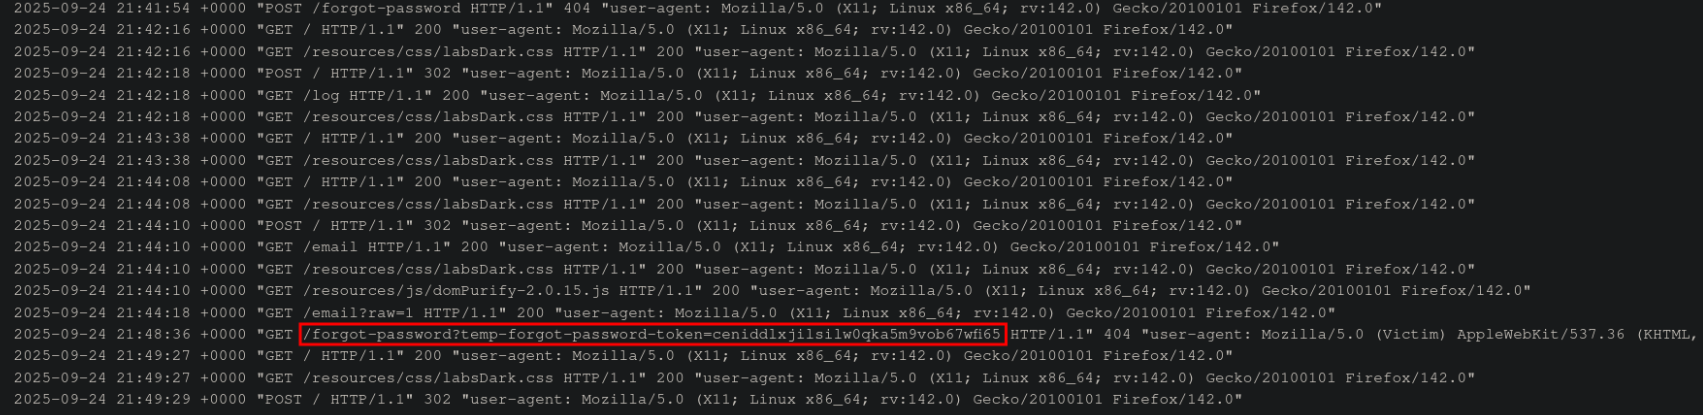 2025-09-24 21:41:54 +0000 "POST /forgot-password HTTP/1.1" 404 "user-agent: Mozilla/5.0 (X11; Linux x86_64; rv:142.0) Gecko/20100101 Firefox/142.0"
2025-09-24 21:42:16 +0000 "GET / HTTP/1.1" 200 "user-agent: Mozilla/5.0 (X11; Linux x86_64; rv:142.0) Gecko/20100101 Firefox/142.0"
2025-09-24 21:42:16 +0000 "GET /resources/css/labsDark.css HTTP/1.1" 200 "user-agent: Mozilla/5.0 (X11; Linux x86_64; rv:142.0) Gecko/20100101 Firefox/142.0"
2025-09-24 21:42:18 +0000 "POST / HTTP/1.1" 302 "user-agent: Mozilla/5.0 (X11; Linux x86_64; rv:142.0) Gecko/20100101 Firefox/142.0"
2025-09-24 21:42:18 +0000 "GET /log HTTP/1.1" 200 "user-agent: Mozilla/5.0 (X11; Linux x86_64; rv:142.0) Gecko/20100101 Firefox/142.0"
2025-09-24 21:42:18 +0000 "GET /resources/css/labsDark.css HTTP/1.1" 200 "user-agent: Mozilla/5.0 (X11; Linux x86_64; rv:142.0) Gecko/20100101 Firefox/142.0"
2025-09-24 21:43:38 +0000 "GET / HTTP/1.1" 200 "user-agent: Mozilla/5.0 (X11; Linux x86_64; rv:142.0) Gecko/20100101 Firefox/142.0"
2025-09-24 21:43:38 +0000 "GET /resources/css/labsDark.css HTTP/1.1" 200 "user-agent: Mozilla/5.0 (X11; Linux x86_64; rv:142.0) Gecko/20100101 Firefox/142.0"
2025-09-24 21:44:08 +0000 "GET / HTTP/1.1" 200 "user-agent: Mozilla/5.0 (X11; Linux x86_64; rv:142.0) Gecko/20100101 Firefox/142.0"
2025-09-24 21:44:08 +0000 "GET /resources/css/labsDark.css HTTP/1.1" 200 "user-agent: Mozilla/5.0 (X11; Linux x86_64; rv:142.0) Gecko/20100101 Firefox/142.0"
2025-09-24 21:44:10 +0000 "POST / HTTP/1.1" 302 "user-agent: Mozilla/5.0 (X11; Linux x86_64; rv:142.0) Gecko/20100101 Firefox/142.0"
2025-09-24 21:44:10 +0000 "GET /email HTTP/1.1" 200 "user-agent: Mozilla/5.0 (X11; Linux x86_64; rv:142.0) Gecko/20100101 Firefox/142.0"
2025-09-24 21:44:10 +0000 "GET /resources/css/labsDark.css HTTP/1.1" 200 "user-agent: Mozilla/5.0 (X11; Linux x86_64; rv:142.0) Gecko/20100101 Firefox/142.0"
2025-09-24 21:44:10 +0000 "GET /resources/js/domPurify-2.0.15.js HTTP/1.1" 200 "user-agent: Mozilla/5.0 (X11; Linux x86_64; rv:142.0) Gecko/20100101 Firefox/142.0"
2025-09-24 21:44:18 +0000 "GET /email?raw=1 HTTP/1.1" 200 "user-agent: Mozilla/5.0 (X11; Linux x86_64; rv:142.0) Gecko/20100101 Firefox/142.0"
2025-09-24 21:48:36 +0000 "GET /forgot-password?temp-forgot-password-token=ceniddlxjilsilw0qka5m9vob67wfi65 HTTP/1.1" 404 "user-agent: Mozilla/5.0 (Victim) AppleWebKit/537.36 (KHTML,
2025-09-24 21:49:27 +0000 "GET / HTTP/1.1" 200 "user-agent: Mozilla/5.0 (X11; Linux x86_64; rv:142.0) Gecko/20100101 Firefox/142.0"
2025-09-24 21:49:27 +0000 "GET /resources/css/labsDark.css HTTP/1.1" 200 "user-agent: Mozilla/5.0 (X11; Linux x86_64; rv:142.0) Gecko/20100101 Firefox/142.0"
2025-09-24 21:49:29 +0000 "POST / HTTP/1.1" 302 "user-agent: Mozilla/5.0 (X11; Linux x86_64; rv:142.0) Gecko/20100101 Firefox/142.0"